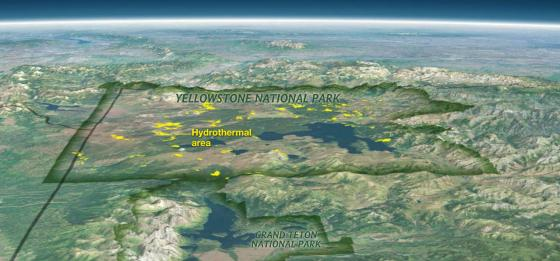 YELLOWSTONE NATIONAL PARK
Hydrothermal
area
GRAND TETON
NATIONAL PARK